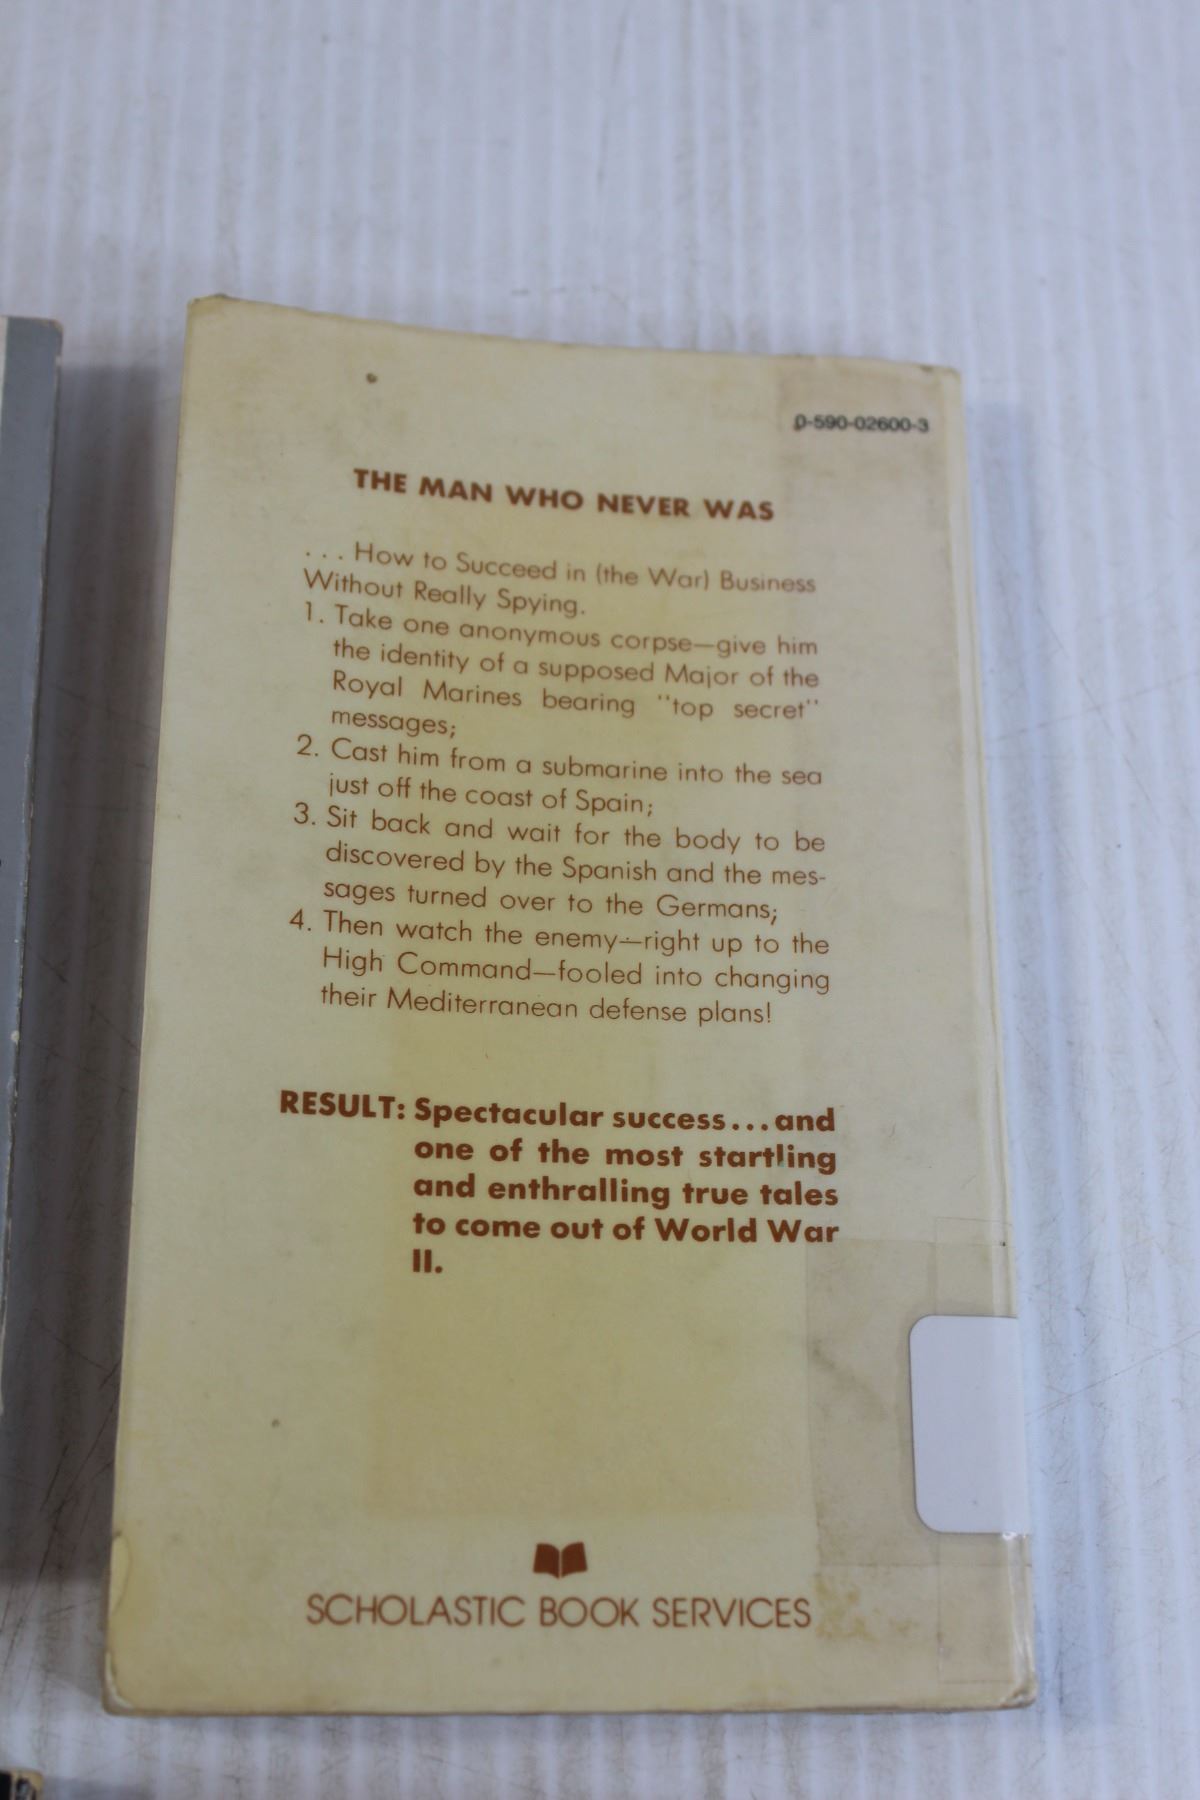 0-590-02600-3
THE MAN WHO NEVER WAS
. . . How to Succeed in (the War) Business
Without Really Spying.
1. Take one anonymous corpse—give him
the identity of a supposed Major of the
Royal Marines bearing "top secret"
messages;
2. Cast him from a submarine into the sea
just off the coast of Spain;
3. Sit back and wait for the body to be
discovered by the Spanish and the mes-
sages turned over to the Germans;
4. Then watch the enemy—right up to the
High Command—fooled into changing
their Mediterranean defense plans!
RESULT: Spectacular success...and
one of the most startling
and enthralling true tales
to come out of World War
II.
SCHOLASTIC BOOK SERVICES